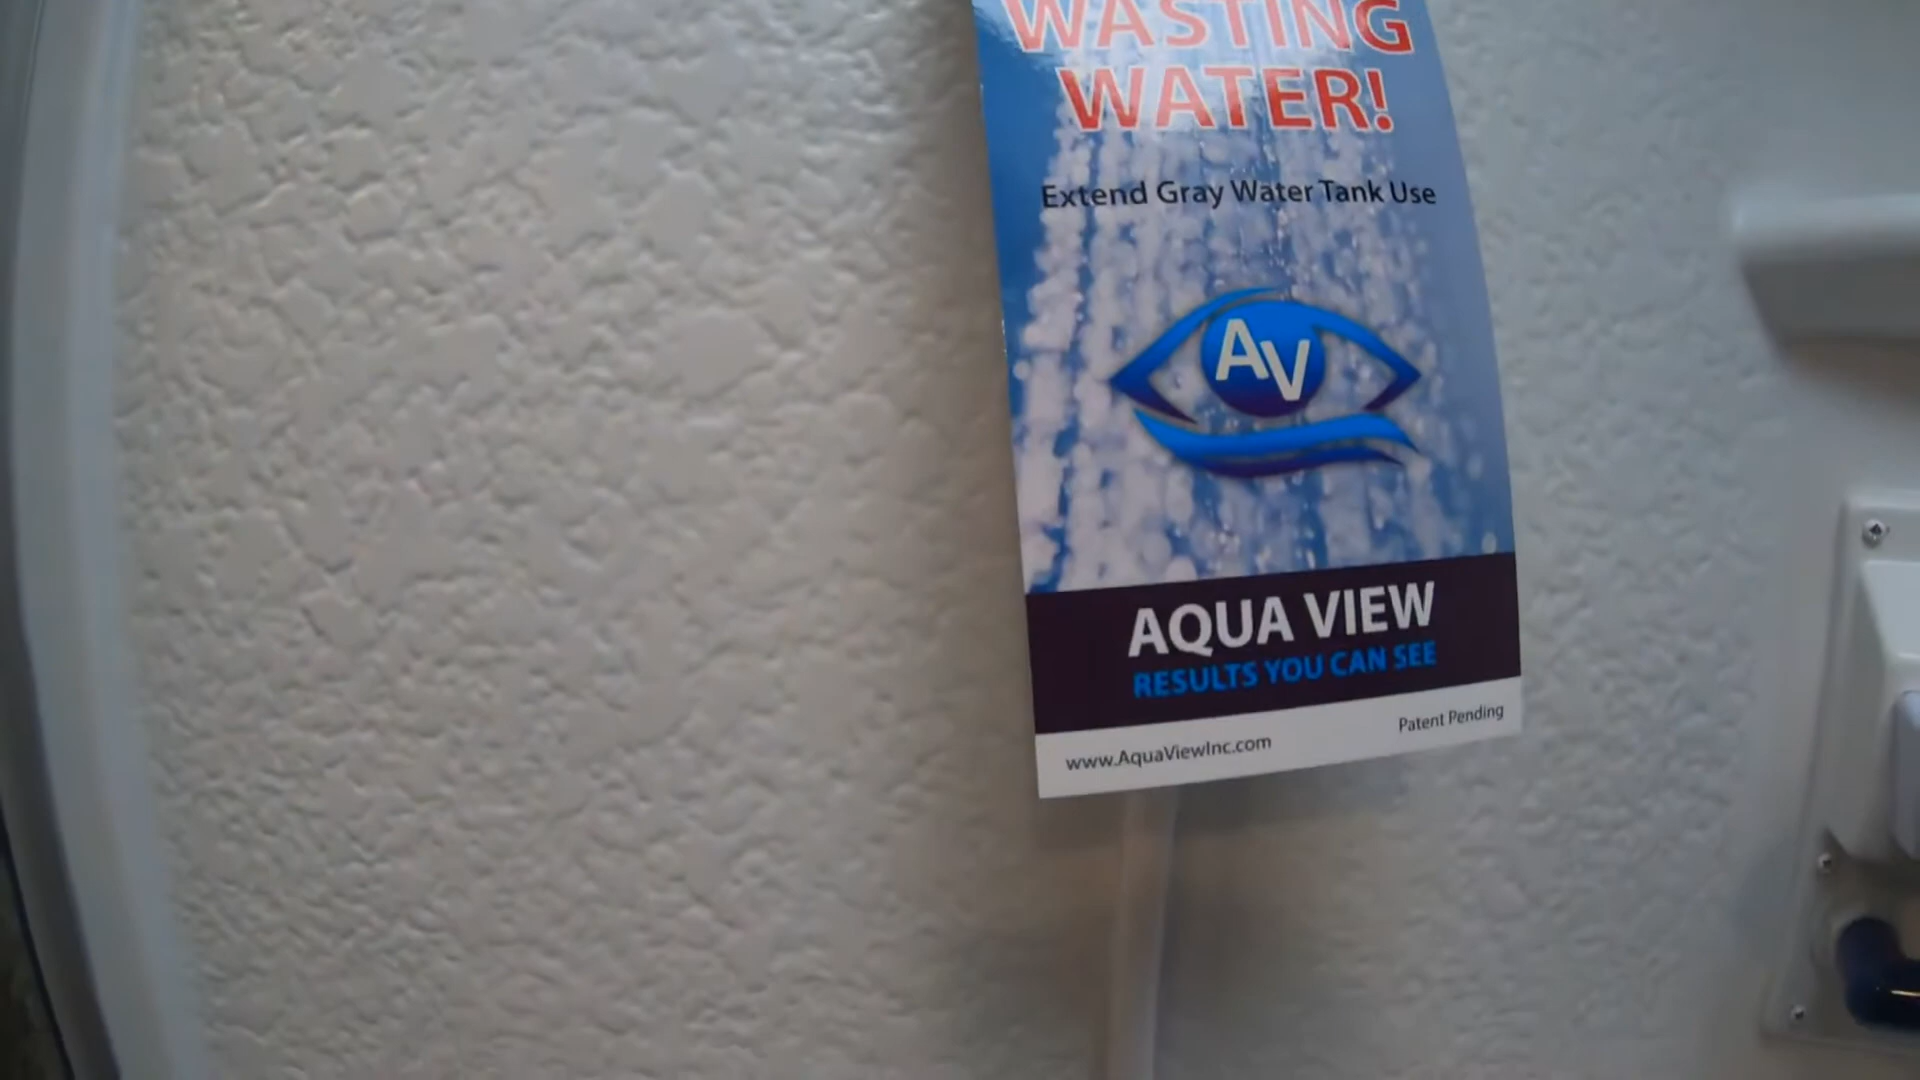 WASTING
WATER!
Extend Gray Water Tank Use
AV
AQUA VIEW
RESULTS YOU CAN SEE
Patent Pending
www.AquaViewInc.com